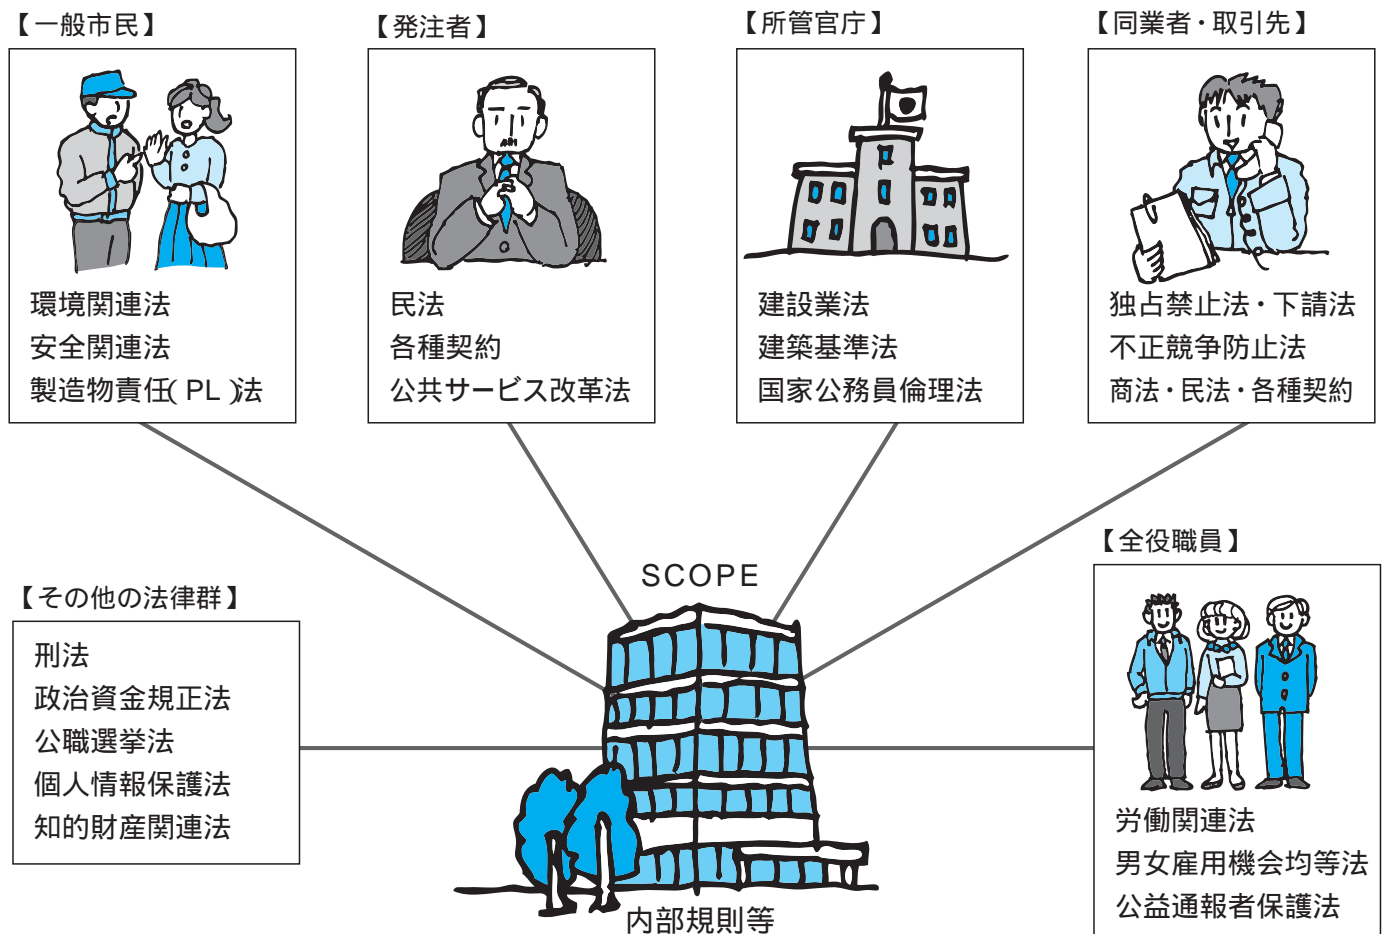 【一般市民】
環境関連法
安全関連法
製造物責任(PL)法
【発注者】
民法
各種契約
公共サービス改革法
【所管官庁】
建設業法
建築基準法
国家公務員倫理法
【同業者・取引先】
独占禁止法・下請法
不正競争防止法
商法・民法・各種契約
【その他の法律群】
刑法
政治資金規正法
公職選挙法
個人情報保護法
知的財産関連法
SCOPE
内部規則等
【全役職員】
労働関連法
男女雇用機会均等法
公益通報者保護法